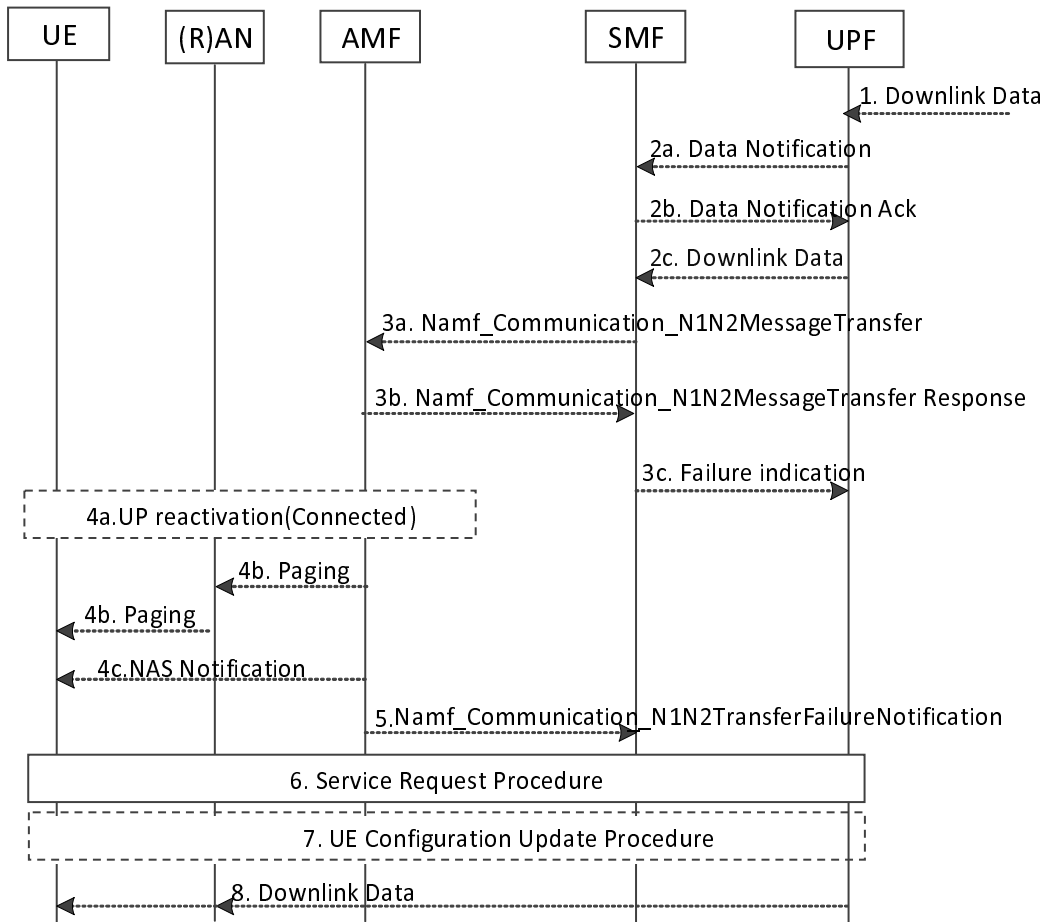 UE
(R)AN
AMF
SMF
UPF
1. Downlink Data
2a. Data Notification
2b. Data Notification Ack
2c. Downlink Data
3a. Namf_Communication_N1N2MessageTransfer
3b. Namf_Communication_N1N2MessageTransfer Response
3c. Failure indication
4a.UP reactivation(Connected)
4b. Paging
4b. Paging
4c.NAS Notification
5.Namf_Communication_N1N2TransferFailureNotification
6. Service Request Procedure
7. UE Configuration Update Procedure
8. Downlink Data